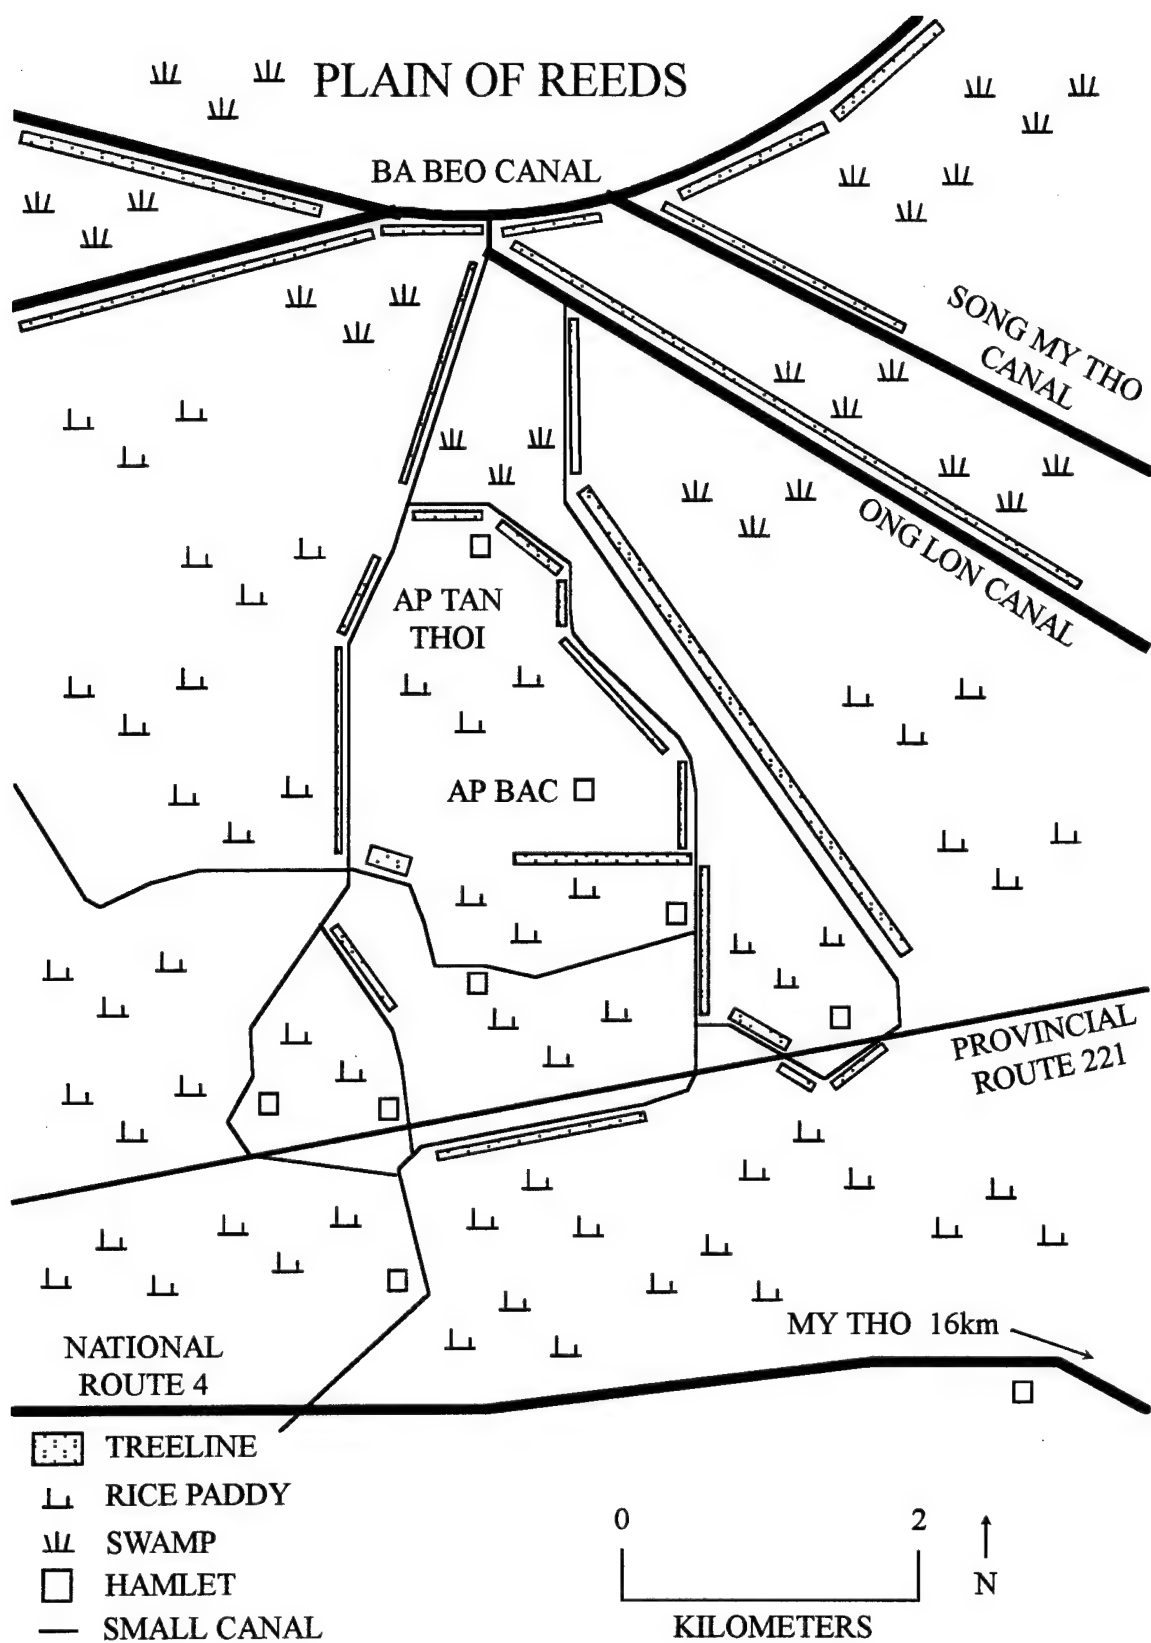 PLAIN OF REEDS
BA BEO CANAL
SONG MY THO
CANAL
ONG LON CANAL
AP TAN
THOI
AP BAC
PROVINCIAL
ROUTE 221
MY THO 16km
NATIONAL
ROUTE 4
TREELINE
RICE PADDY
SWAMP
HAMLET
SMALL CANAL
0 2
N
KILOMETERS